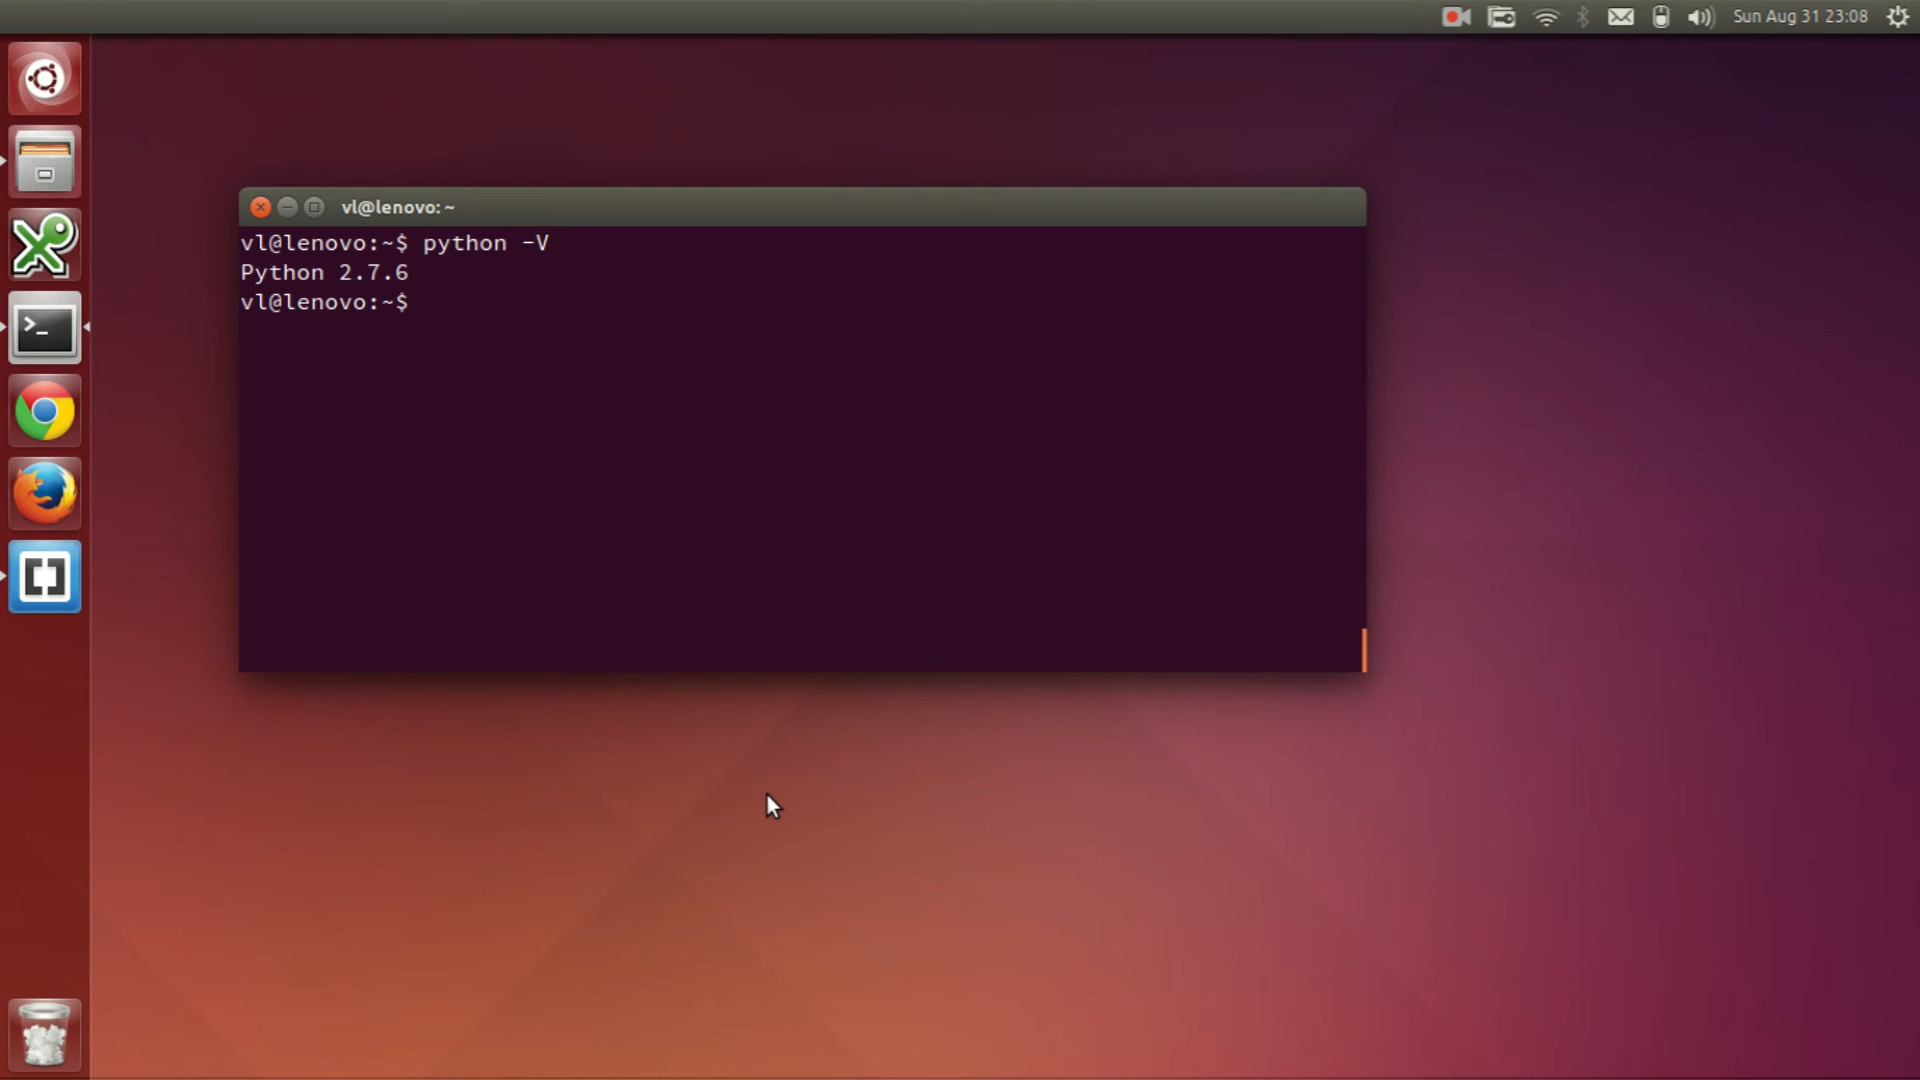 Sun Aug 31 23:08
vl@lenovo: ~
vl@lenovo:~$ python -V
Python 2.7.6
vl@lenovo:~$